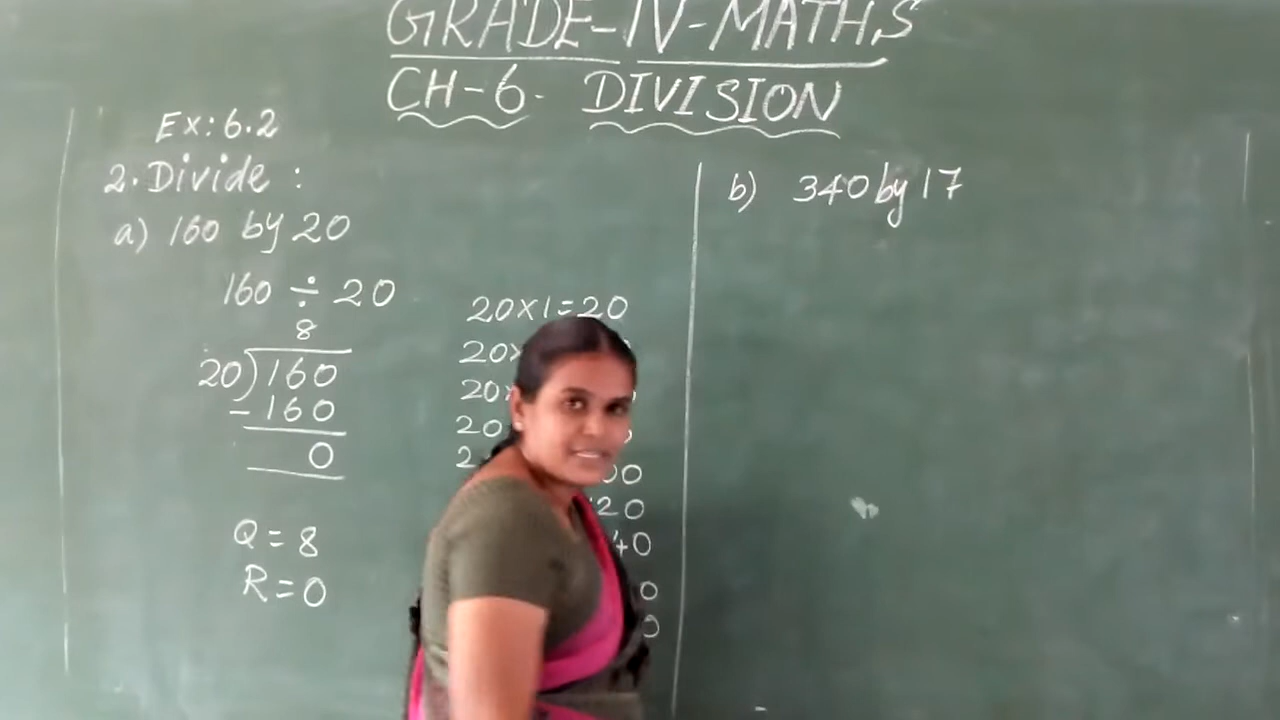 GRADE-IV-MATHS
CH-6. DIVISION
Ex: 6.2
2. Divide :
a) 160 by 20
160 ÷ 20
8
20)160
-160
0
Q = 8
R = 0
20×1=20
20×
20×
20
2
00
120
40
0
0
b) 340 by 17